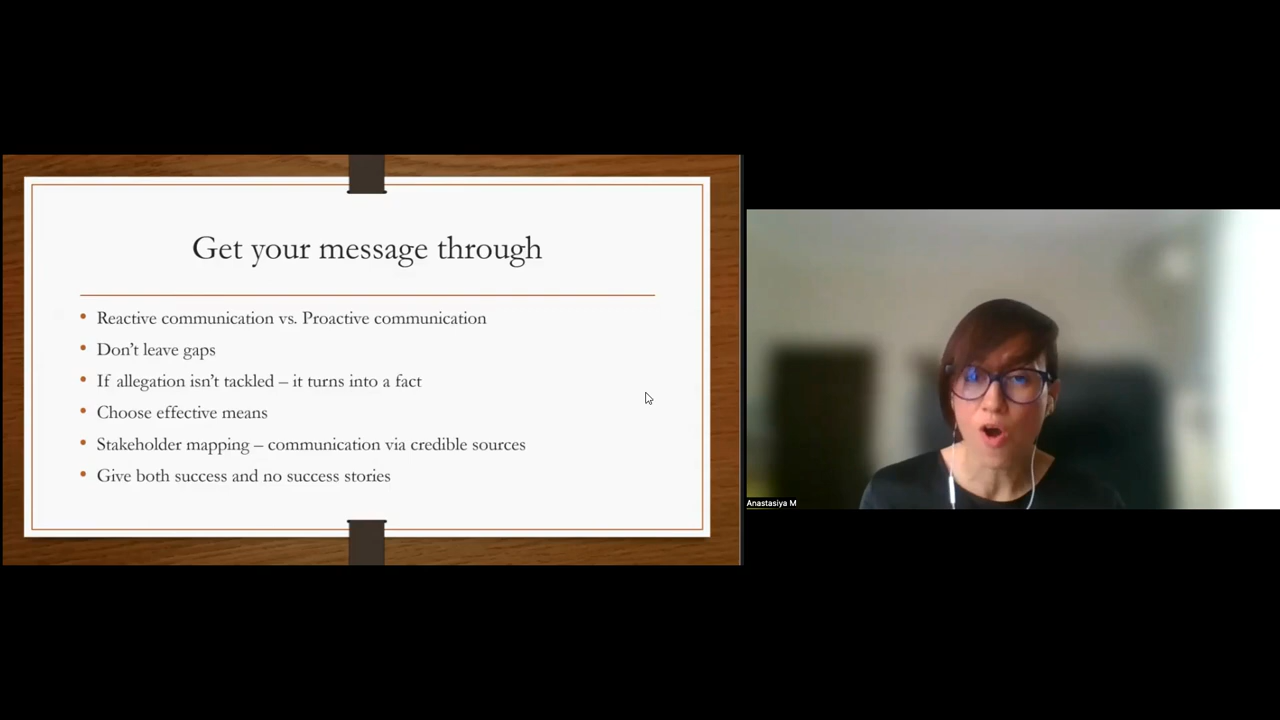 Get your message through
• Reactive communication vs. Proactive communication
• Don’t leave gaps
• If allegation isn’t tackled – it turns into a fact
• Choose effective means
• Stakeholder mapping – communication via credible sources
• Give both success and no success stories
Anastasiya M